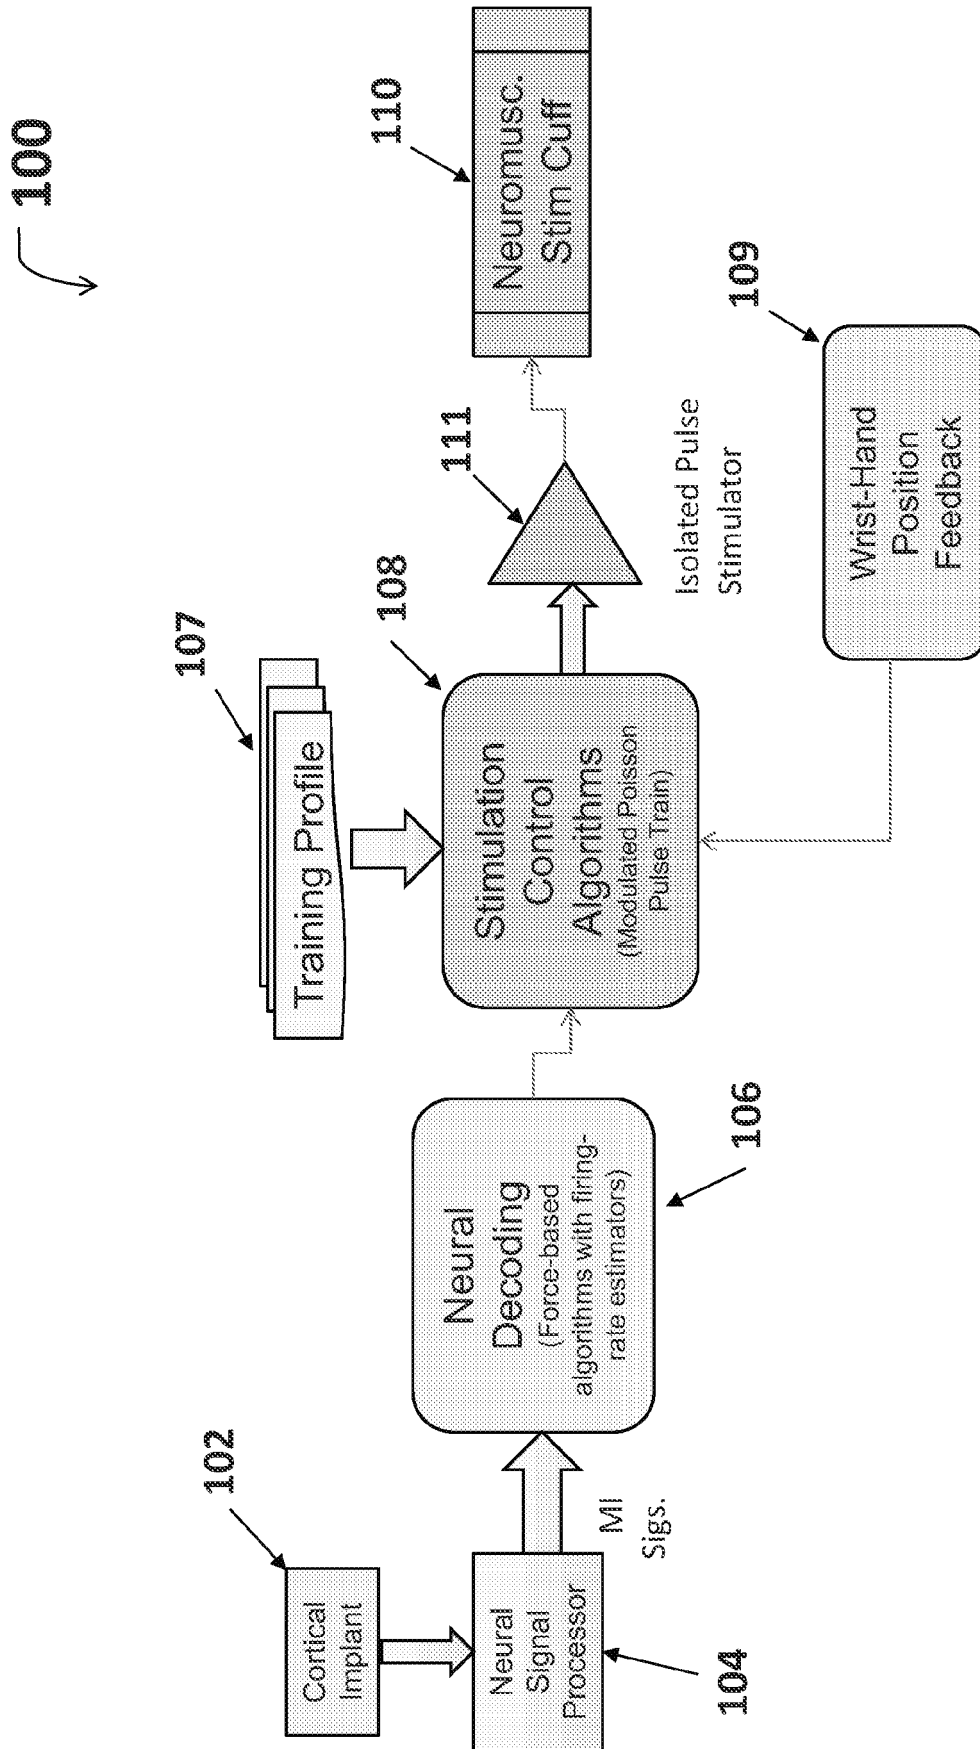 100
102
Cortical
Implant
Neural
Signal
Processor
104
MI
Sigs.
Neural
Decoding
(Force-based
algorithms with firing-
rate estimators)
106
107
Training Profile
108
Stimulation
Control
Algorithms
(Modulated Poisson
Pulse Train)
111
Isolated Pulse
Stimulator
110
Neuromusc.
Stim Cuff
109
Wrist-Hand
Position
Feedback